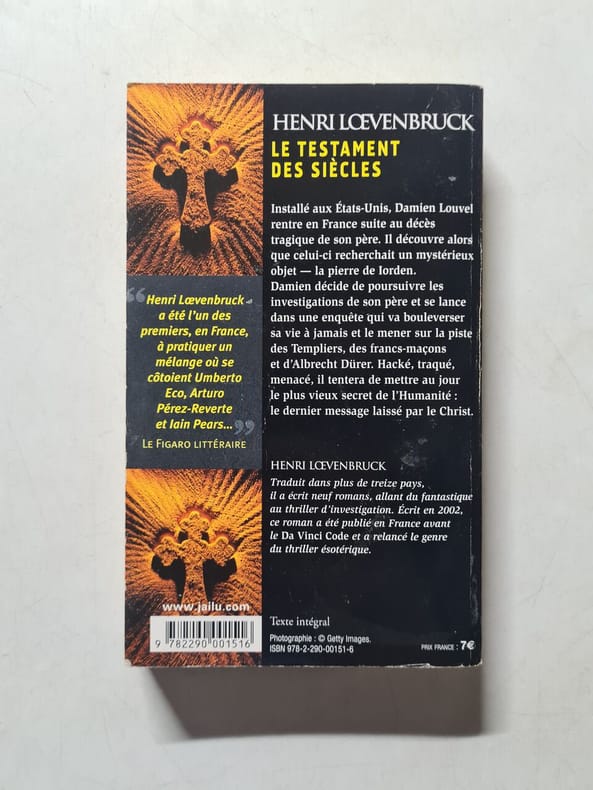 HENRI LŒVENBRUCK
LE TESTAMENT
DES SIÈCLES
Installé aux États-Unis, Damien Louvel
rentre en France suite au décès
tragique de son père. Il découvre alors
que celui-ci recherchait un mystérieux
objet — la pierre de Iorden.
Damien décide de poursuivre les
investigations de son père et se lance
dans une enquête qui va bouleverser
sa vie à jamais et le mener sur la piste
des Templiers, des francs-maçons
et d’Albrecht Dürer. Hacké, traqué,
menacé, il tentera de mettre au jour
le plus vieux secret de l’Humanité :
le dernier message laissé par le Christ.
“Henri Lœvenbruck
a été l’un des
premiers, en France,
à pratiquer un
mélange où se
côtoient Umberto
Eco, Arturo
Pérez-Reverte
et Iain Pears...”
LE FIGARO LITTÉRAIRE
HENRI LŒVENBRUCK
Traduit dans plus de treize pays,
il a écrit neuf romans, allant du fantastique
au thriller d’investigation. Écrit en 2002,
ce roman a été publié en France avant
le Da Vinci Code et a relancé le genre
du thriller ésotérique.
www.jailu.com
9 782290 001516
Texte intégral
Photographie : © Getty Images.
ISBN 978-2-290-00151-6
PRIX FRANCE : 7€